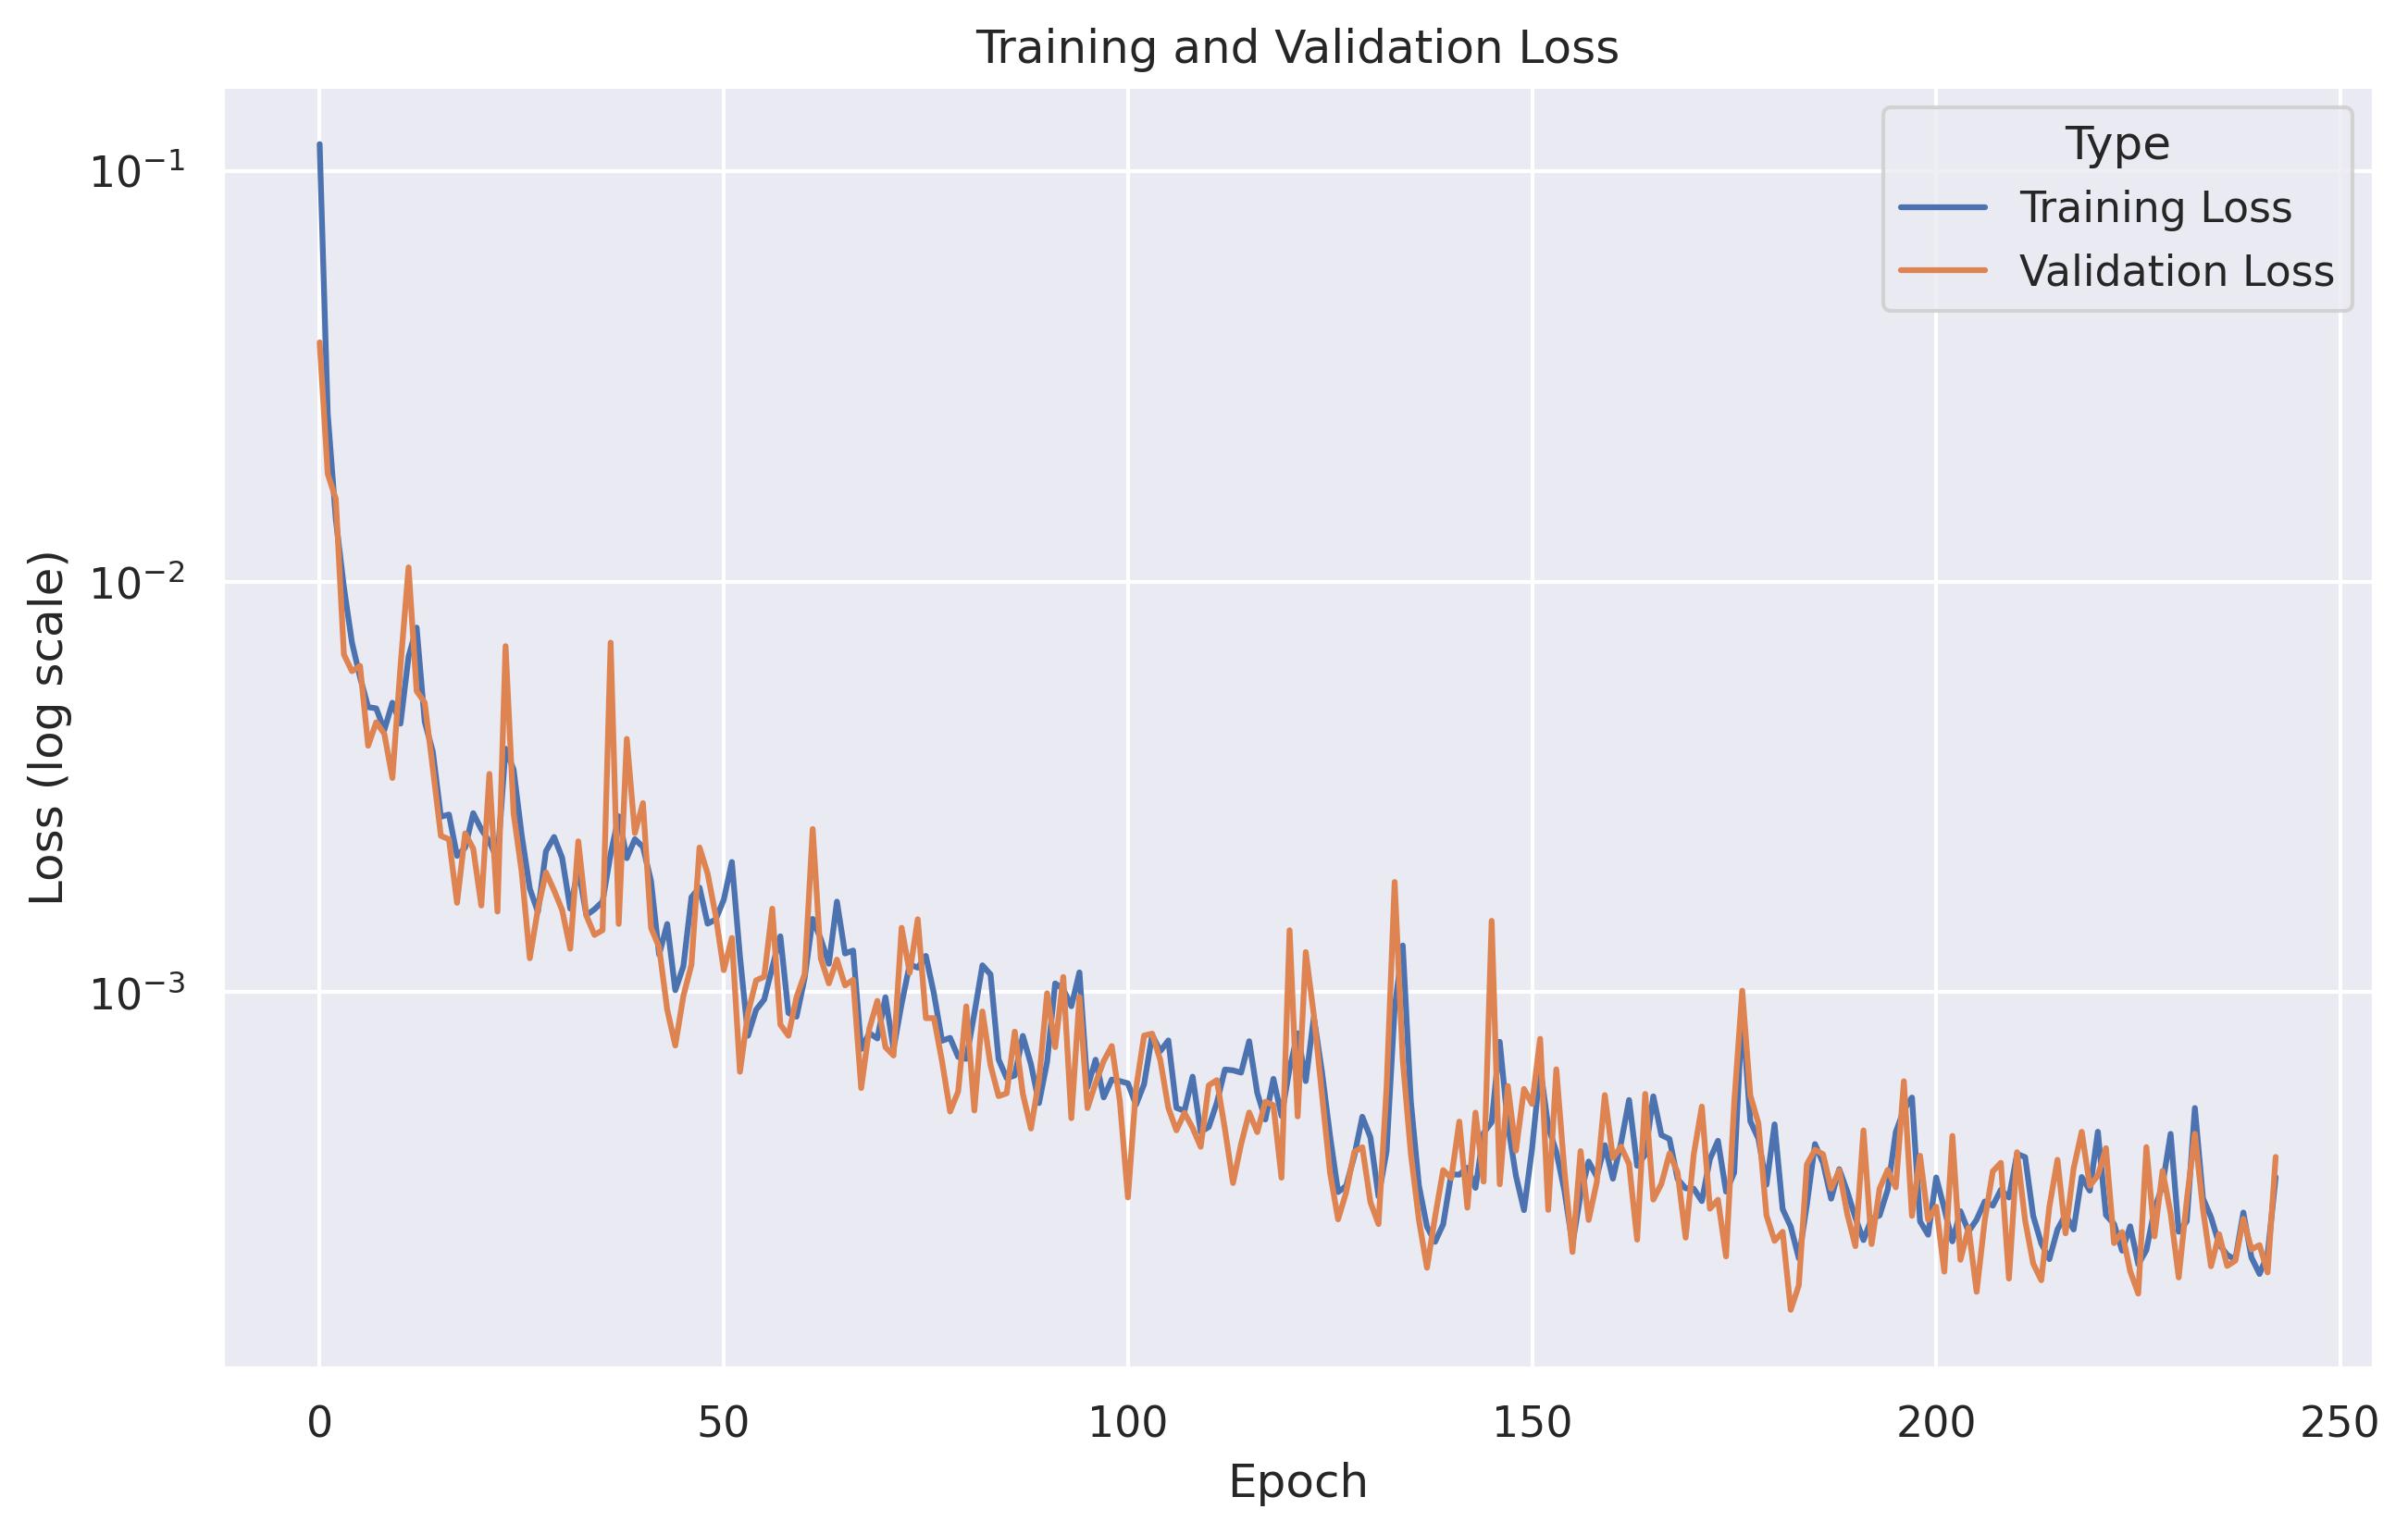 Training and Validation Loss
Type
Training Loss
Validation Loss
Loss (log scale)
10⁻¹
10⁻²
10⁻³
0 50 100 150 200 250
Epoch